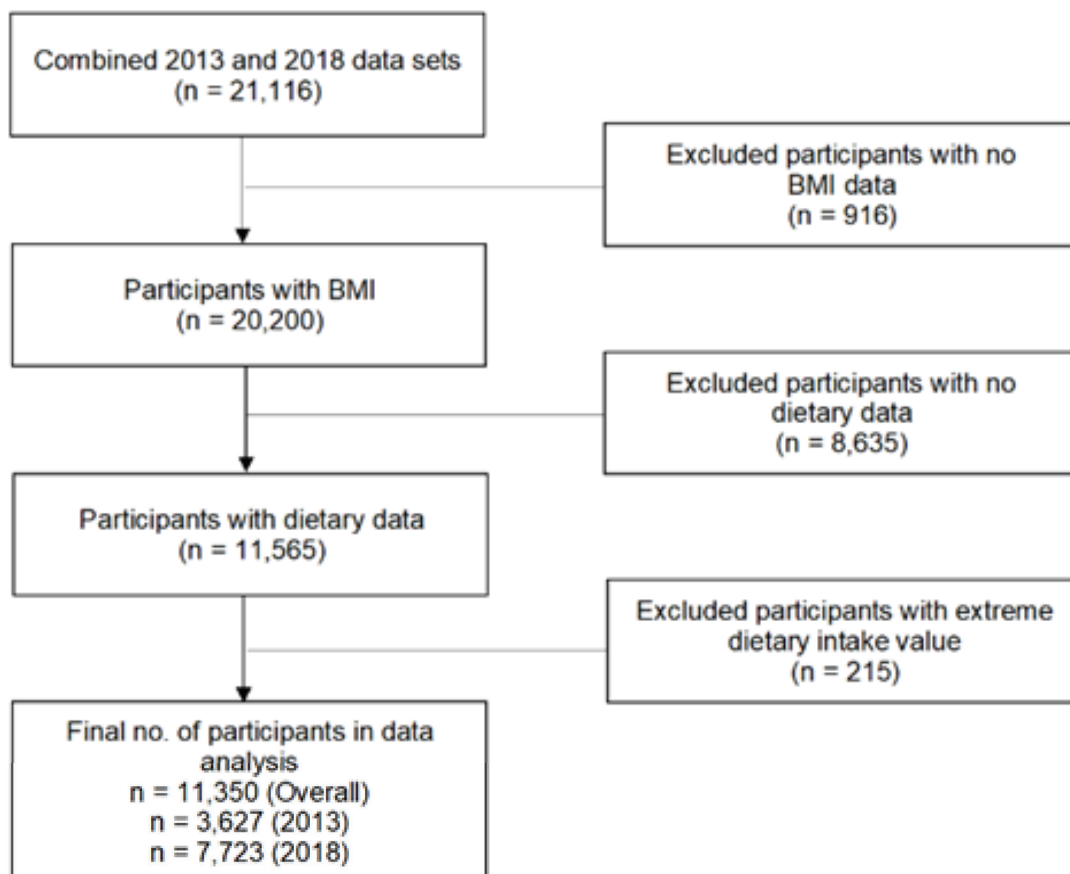 Combined 2013 and 2018 data sets
(n = 21,116)
Excluded participants with no
BMI data
(n = 916)
Participants with BMI
(n = 20,200)
Excluded participants with no
dietary data
(n = 8,635)
Participants with dietary data
(n = 11,565)
Excluded participants with extreme
dietary intake value
(n = 215)
Final no. of participants in data
analysis
n = 11,350 (Overall)
n = 3,627 (2013)
n = 7,723 (2018)